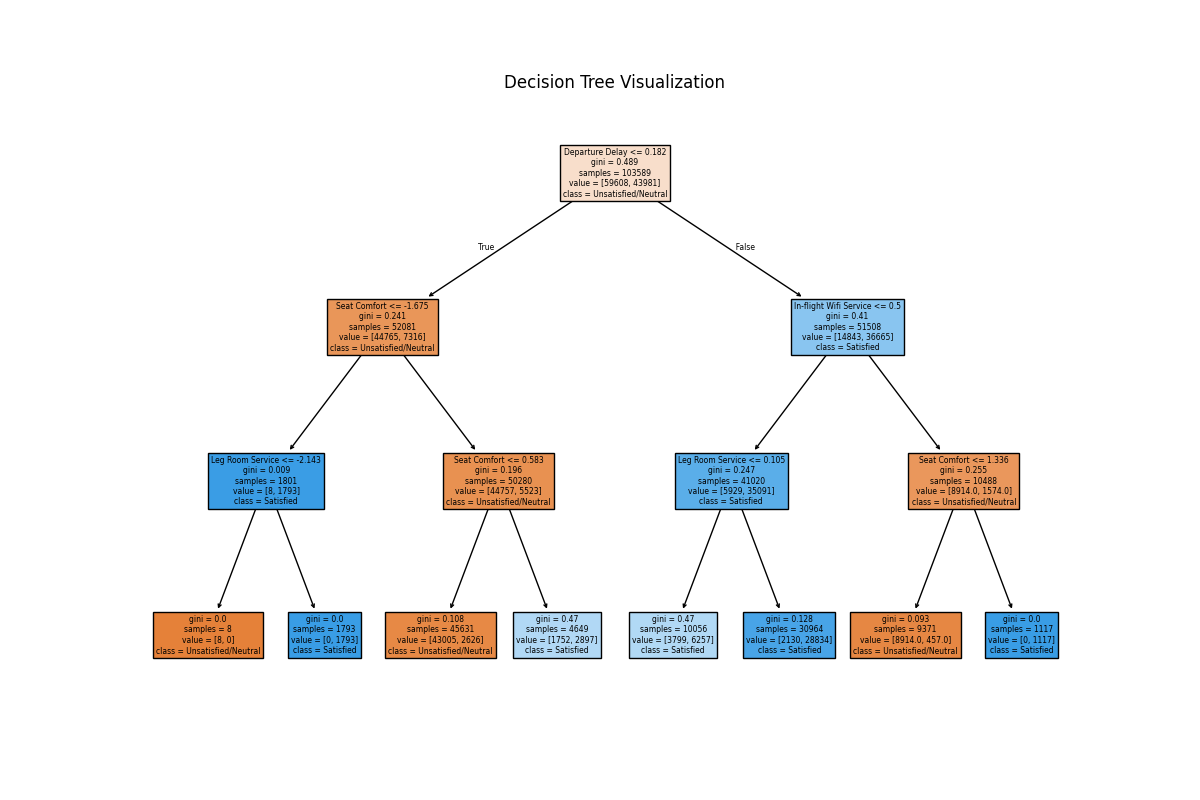 Decision Tree Visualization
Departure Delay <= 0.182
gini = 0.489
samples = 103589
value = [59608, 43981]
class = Unsatisfied/Neutral
True
False
Seat Comfort <= -1.675
gini = 0.241
samples = 52081
value = [44765, 7316]
class = Unsatisfied/Neutral
In-flight Wifi Service <= 0.5
gini = 0.41
samples = 51508
value = [14843, 36665]
class = Satisfied
Leg Room Service <= -2.143
gini = 0.009
samples = 1801
value = [8, 1793]
class = Satisfied
Seat Comfort <= 0.583
gini = 0.196
samples = 50280
value = [44757, 5523]
class = Unsatisfied/Neutral
Leg Room Service <= 0.105
gini = 0.247
samples = 41020
value = [5929, 35091]
class = Satisfied
Seat Comfort <= 1.336
gini = 0.255
samples = 10488
value = [8914.0, 1574.0]
class = Unsatisfied/Neutral
gini = 0.0
samples = 8
value = [8, 0]
class = Unsatisfied/Neutral
gini = 0.0
samples = 1793
value = [0, 1793]
class = Satisfied
gini = 0.108
samples = 45631
value = [43005, 2626]
class = Unsatisfied/Neutral
gini = 0.47
samples = 4649
value = [1752, 2897]
class = Satisfied
gini = 0.47
samples = 10056
value = [3799, 6257]
class = Satisfied
gini = 0.128
samples = 30964
value = [2130, 28834]
class = Satisfied
gini = 0.093
samples = 9371
value = [8914.0, 457.0]
class = Unsatisfied/Neutral
gini = 0.0
samples = 1117
value = [0, 1117]
class = Satisfied